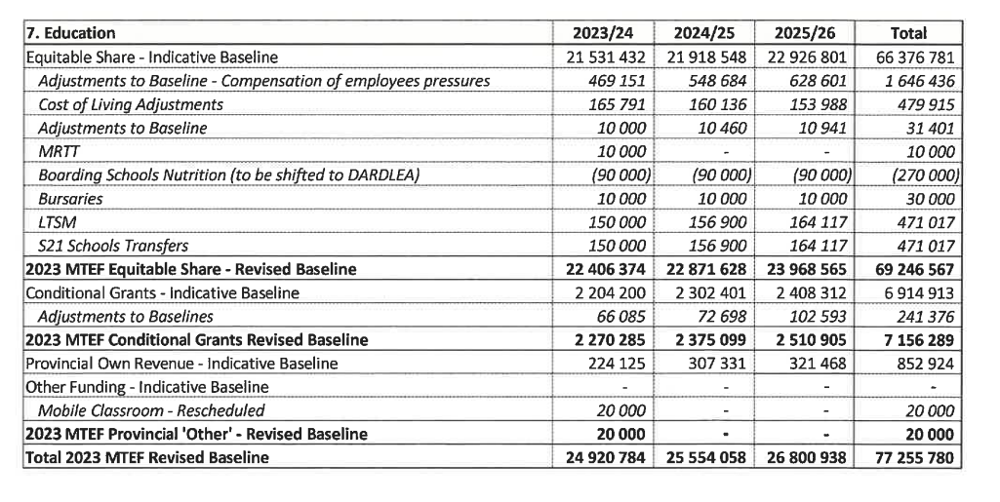 7. Education 2023/24 2024/25 2025/26 Total
Equitable Share - Indicative Baseline 21 531 432 21 918 548 22 926 801 66 376 781
Adjustments to Baseline - Compensation of employees pressures 469 151 548 684 628 601 1 646 436
Cost of Living Adjustments 165 791 160 136 153 988 479 915
Adjustments to Baseline 10 000 10 460 10 941 31 401
MRTT 10 000 - - 10 000
Boarding Schools Nutrition (to be shifted to DARDLEA) (90 000) (90 000) (90 000) (270 000)
Bursaries 10 000 10 000 10 000 30 000
LTSM 150 000 156 900 164 117 471 017
S21 Schools Transfers 150 000 156 900 164 117 471 017
2023 MTEF Equitable Share - Revised Baseline 22 406 374 22 871 628 23 968 565 69 246 567
Conditional Grants - Indicative Baseline 2 204 200 2 302 401 2 408 312 6 914 913
Adjustments to Baselines 66 085 72 698 102 593 241 376
2023 MTEF Conditional Grants Revised Baseline 2 270 285 2 375 099 2 510 905 7 156 289
Provincial Own Revenue - Indicative Baseline 224 125 307 331 321 468 852 924
Other Funding - Indicative Baseline - - - -
Mobile Classroom - Rescheduled 20 000 - - 20 000
2023 MTEF Provincial 'Other' - Revised Baseline 20 000 - - 20 000
Total 2023 MTEF Revised Baseline 24 920 784 25 554 058 26 800 938 77 255 780